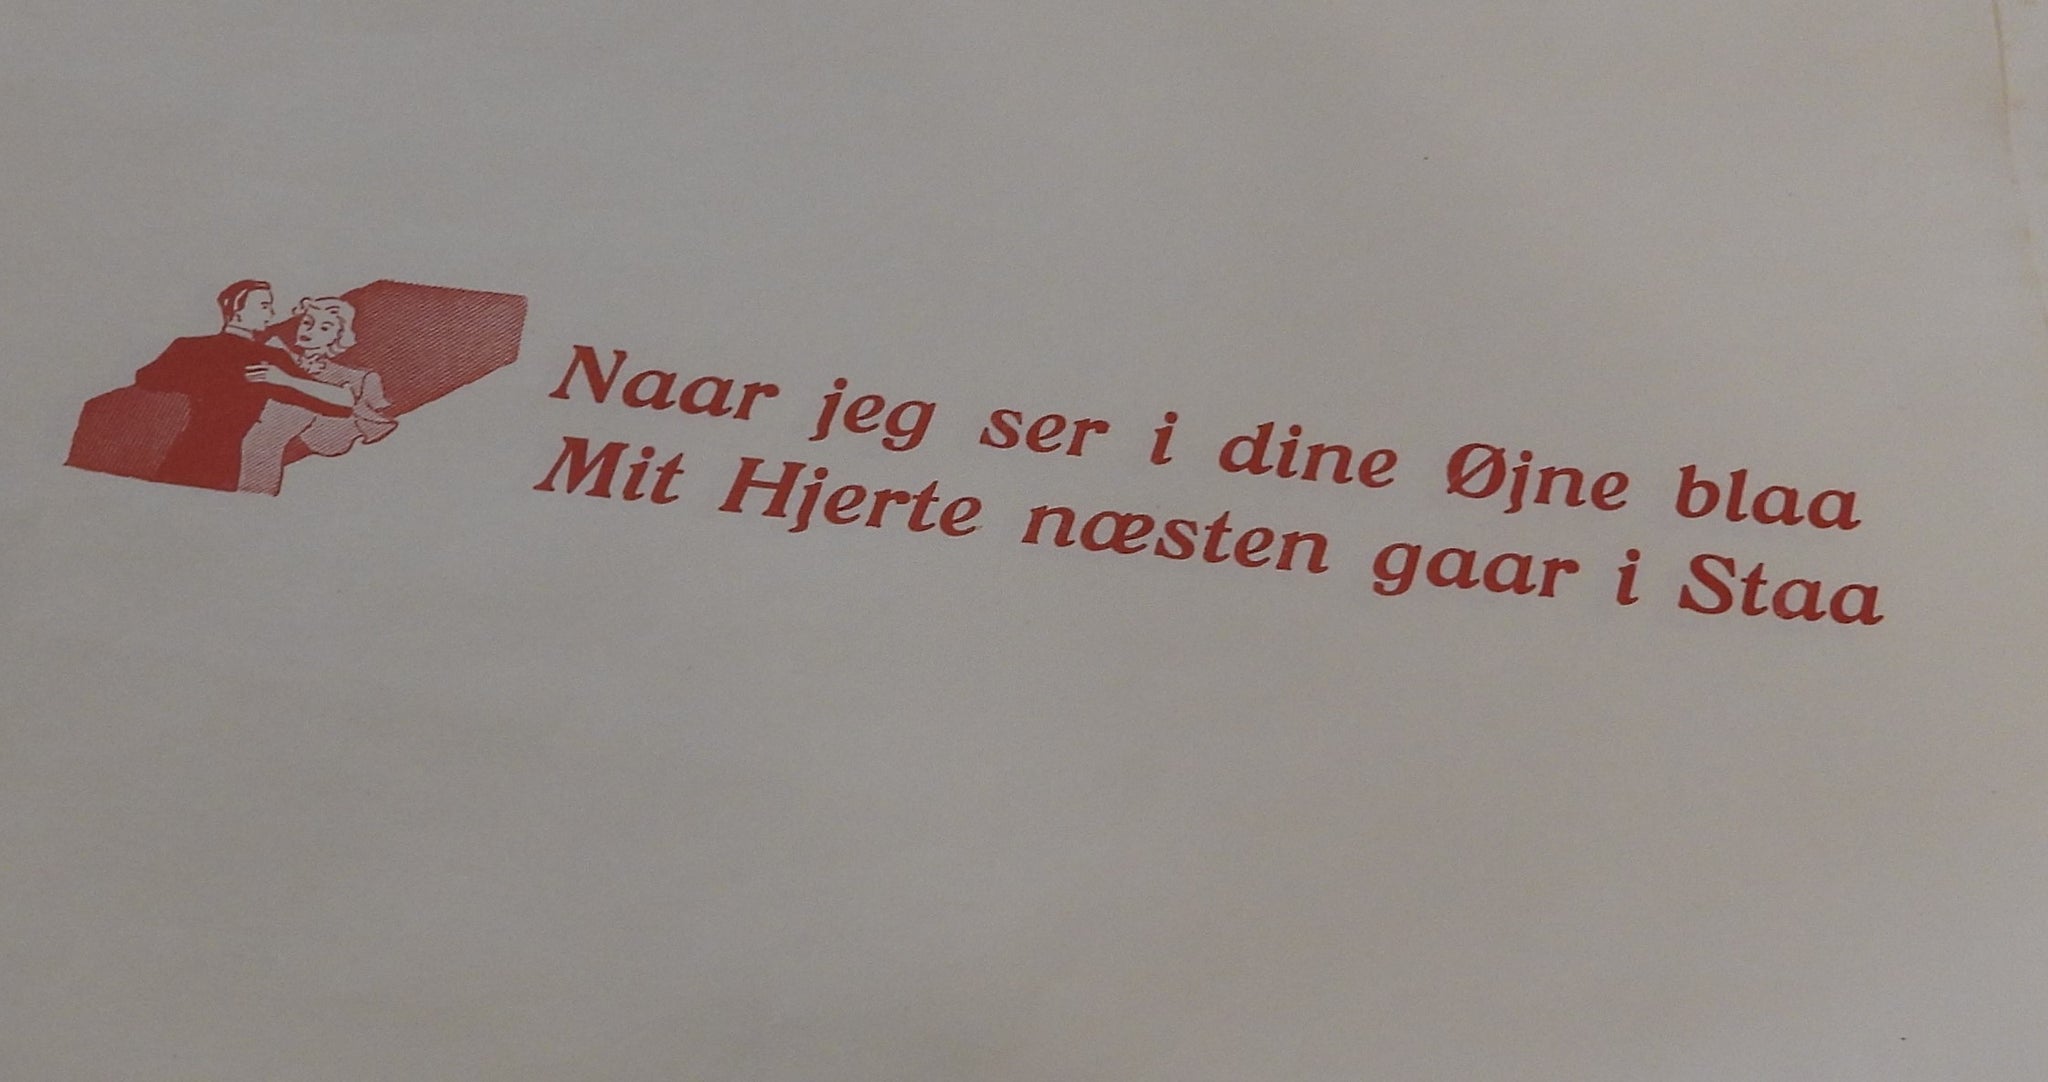 Naar jeg ser i dine Øjne blaa
Mit Hjerte næsten gaar i Staa